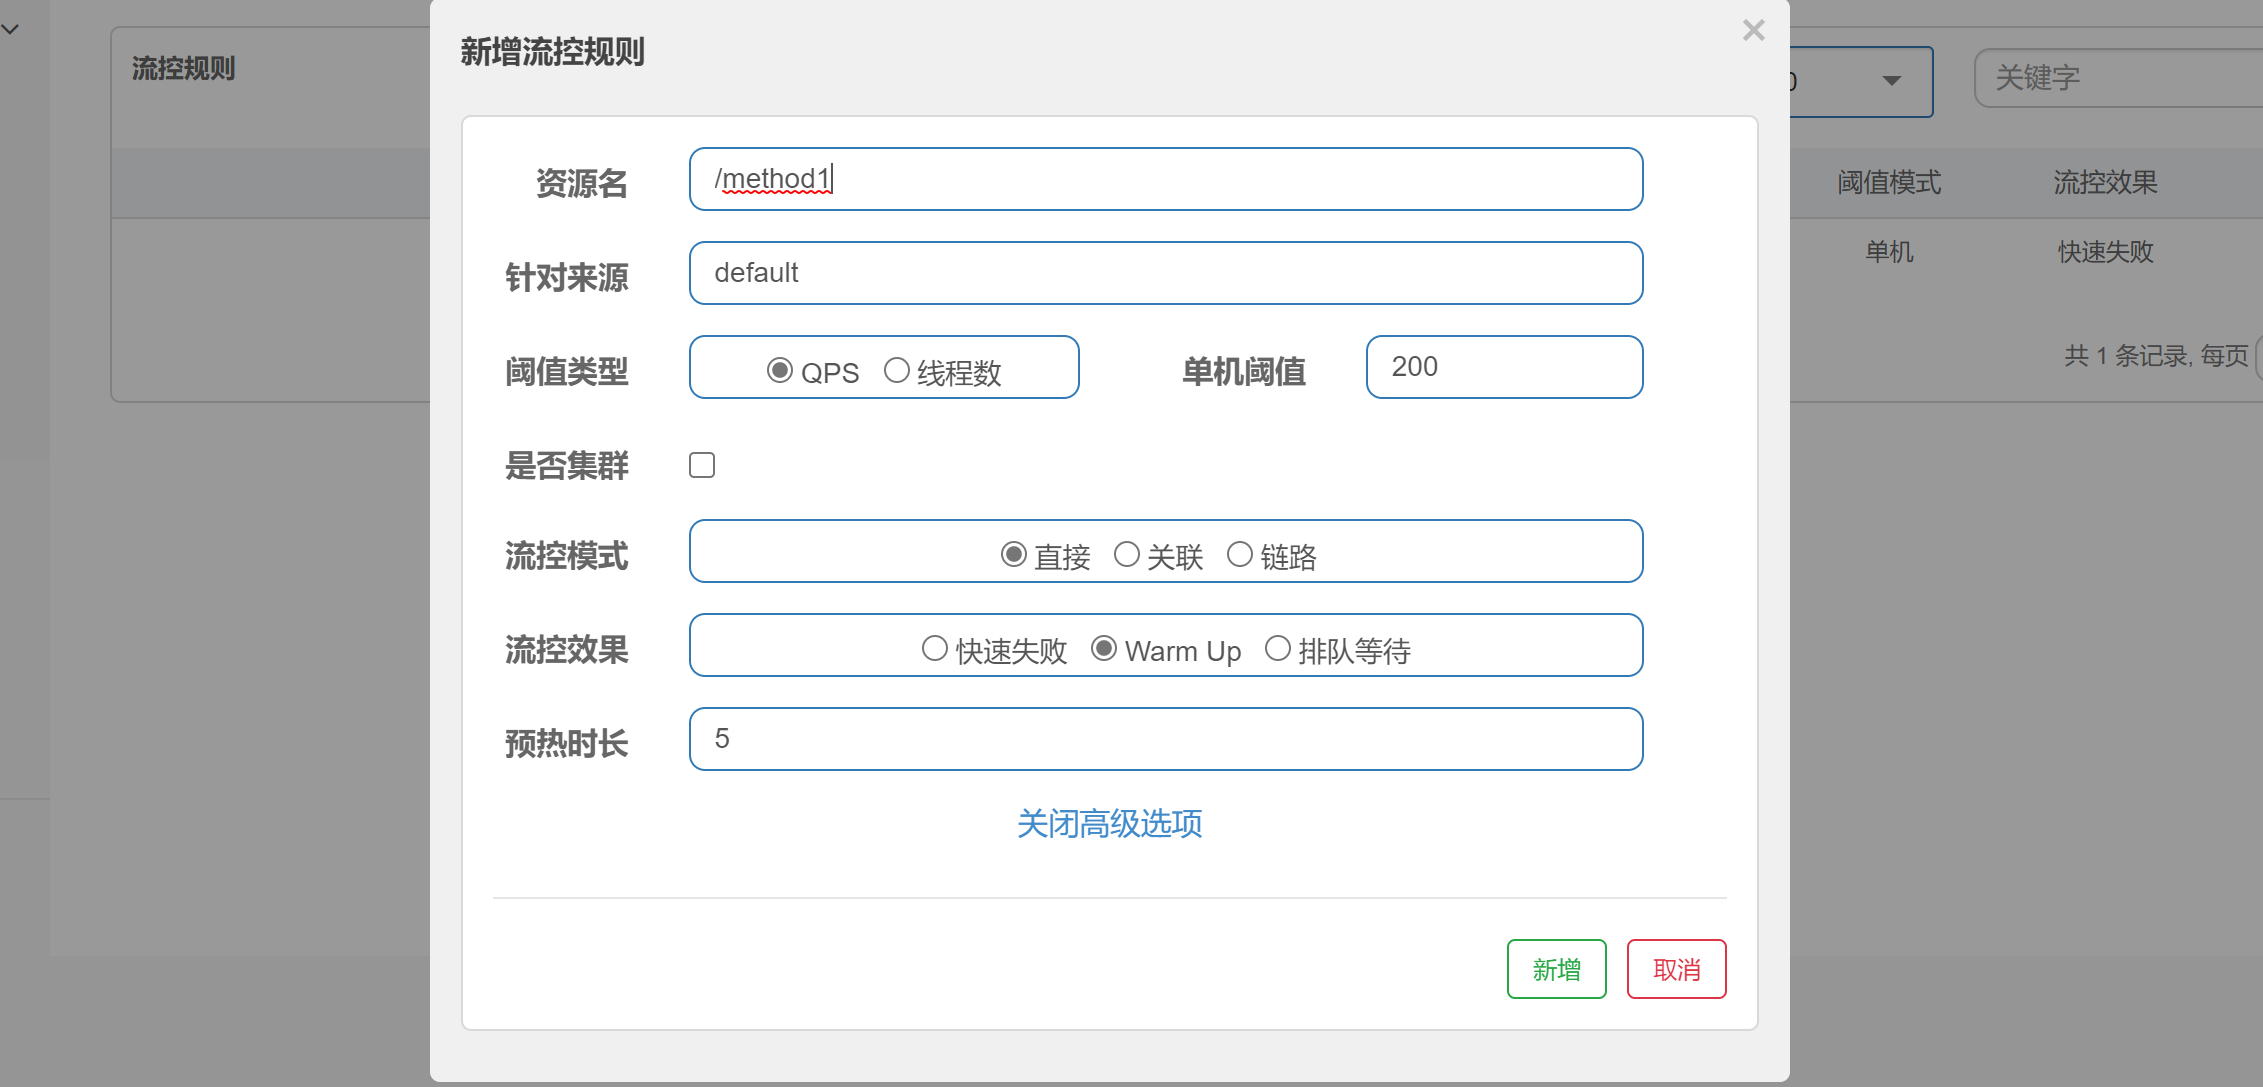 新增流控规则
流控规则
关键字
资源名 /method1
阈值模式 流控效果
单机 快速失败
针对来源 default
阈值类型 QPS 线程数 单机阈值 200
共 1 条记录, 每页
是否集群
流控模式 直接 关联 链路
流控效果 快速失败 Warm Up 排队等待
预热时长 5
关闭高级选项
新增 取消